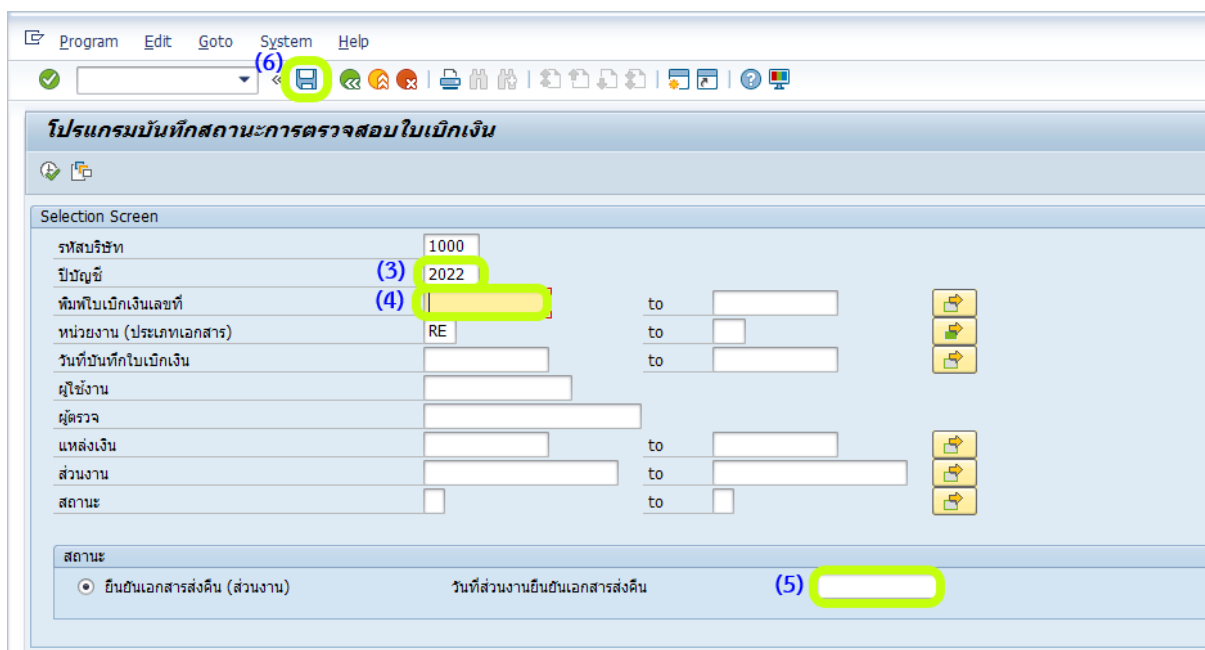 Program Edit Goto System Help
(6)
โปรแกรมบันทึกสถานะการตรวจสอบใบเบิกเงิน
Selection Screen
รหัสบริษัท 1000
ปีบัญชี (3) 2022
พิมพ์ใบเบิกเงินเลขที่ (4) to
หน่วยงาน (ประเภทเอกสาร) RE to
วันที่บันทึกใบเบิกเงิน to
ผู้ใช้งาน
ผู้ตรวจ
แหล่งเงิน to
ส่วนงาน to
สถานะ to
สถานะ
ยืนยันเอกสารส่งคืน (ส่วนงาน) วันที่ส่วนงานยืนยันเอกสารส่งคืน (5)